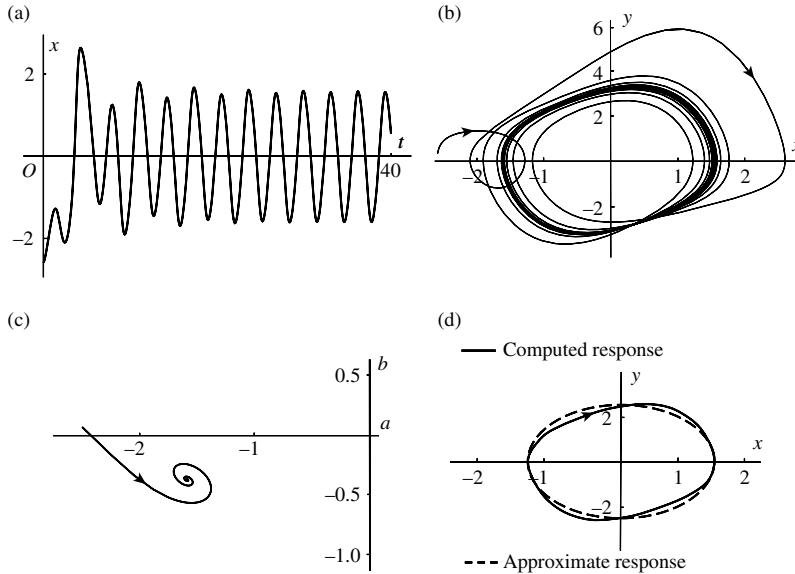 (a)
x
2
O
t
40
−2
(b)
y
6
4
2
−2
−1
1
2
−2
(c)
b
0.5
a
−2
−1
−0.5
−1.0
(d)
Computed response
y
2
x
−2
−1
1
2
−2
Approximate response